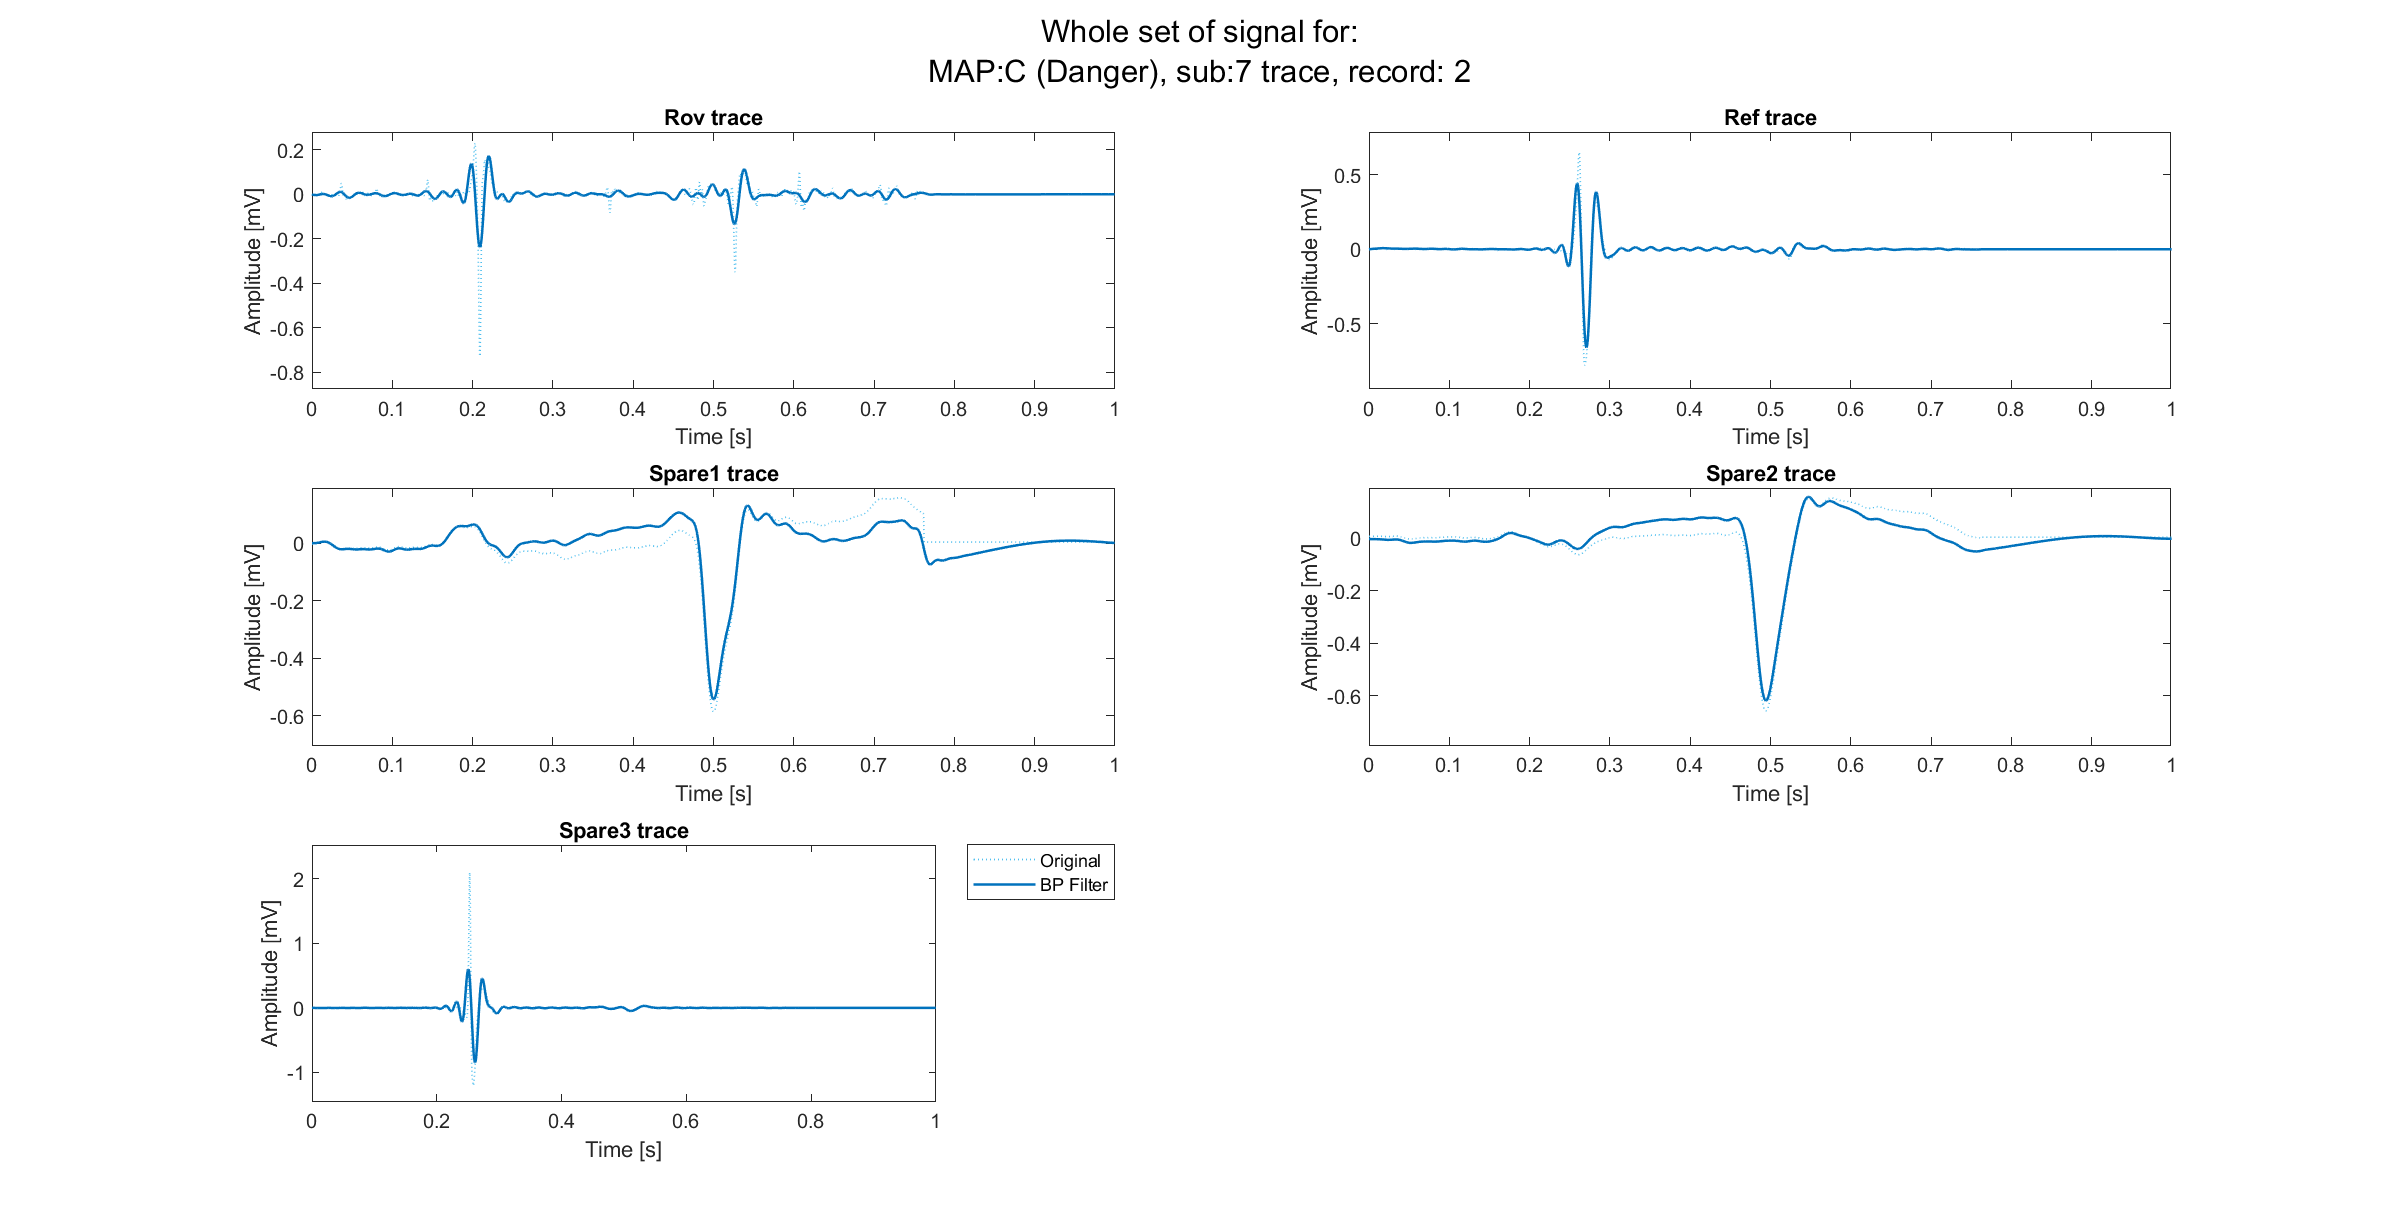 Whole set of signal for:
MAP:C (Danger), sub:7 trace, record: 2
Rov trace
0.2
0
-0.2
-0.4
-0.6
-0.8
Amplitude [mV]
0 0.1 0.2 0.3 0.4 0.5 0.6 0.7 0.8 0.9 1
Time [s]
Ref trace
0.5
0
-0.5
Amplitude [mV]
0 0.1 0.2 0.3 0.4 0.5 0.6 0.7 0.8 0.9 1
Time [s]
Spare1 trace
0
-0.2
-0.4
-0.6
Amplitude [mV]
0 0.1 0.2 0.3 0.4 0.5 0.6 0.7 0.8 0.9 1
Time [s]
Spare2 trace
0
-0.2
-0.4
-0.6
Amplitude [mV]
0 0.1 0.2 0.3 0.4 0.5 0.6 0.7 0.8 0.9 1
Time [s]
Spare3 trace
2
1
0
-1
Amplitude [mV]
0 0.2 0.4 0.6 0.8 1
Time [s]
Original
BP Filter